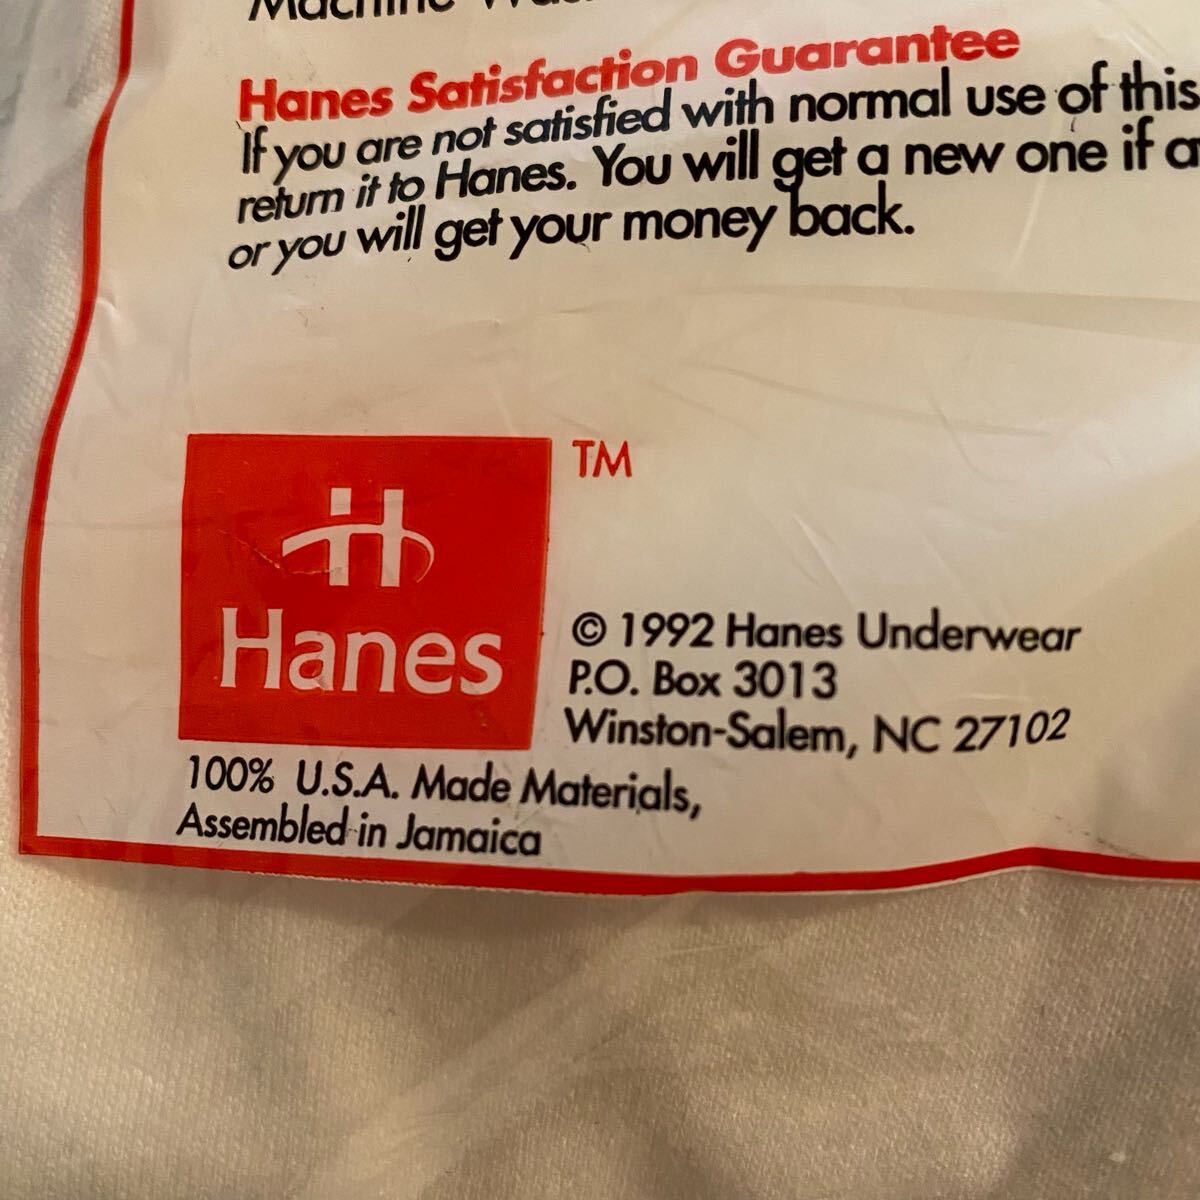 Machine
Hanes Satisfaction Guarantee
If you are not satisfied with normal use of this
return it to Hanes. You will get a new one if
or you will get your money back.
TM
H
Hanes
© 1992 Hanes Underwear
P.O. Box 3013
Winston-Salem, NC 27102
100% U.S.A. Made Materials,
Assembled in Jamaica